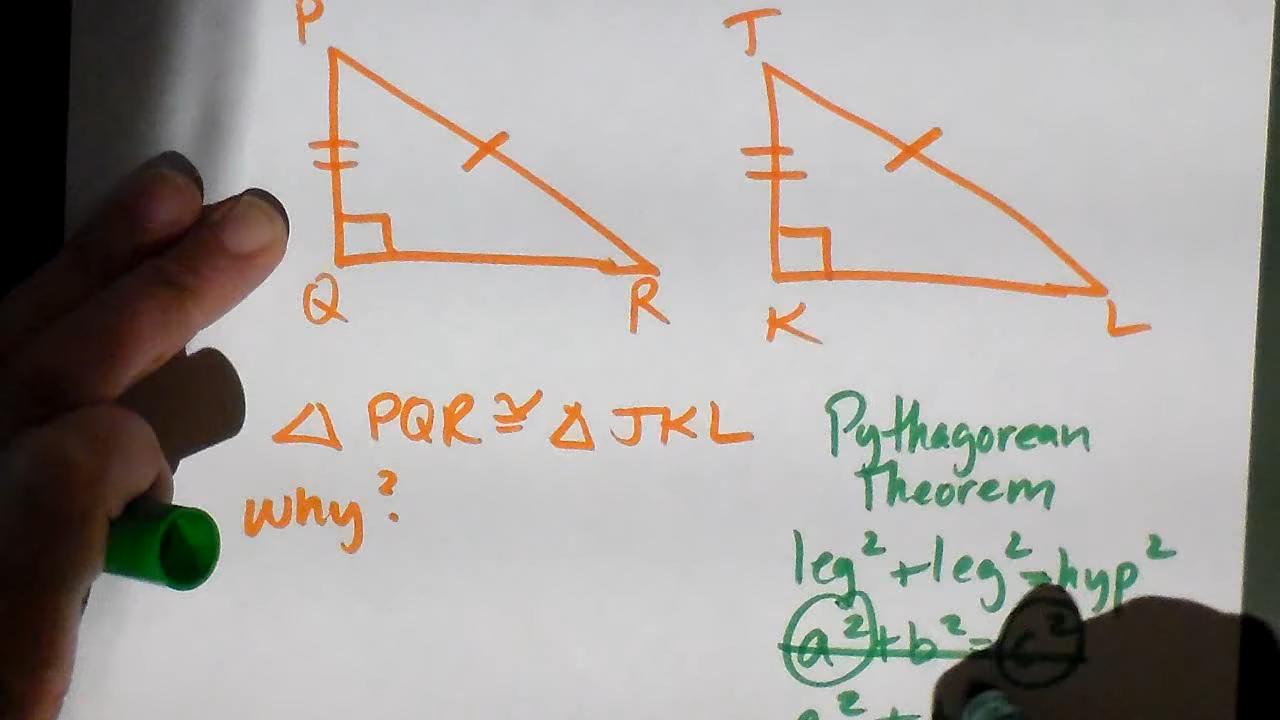 P
T
Q
R
K
L
△ PQR ≅ △ JKL
why?
Pythagorean
Theorem
leg² + leg² = hyp²
a² + b² = c²